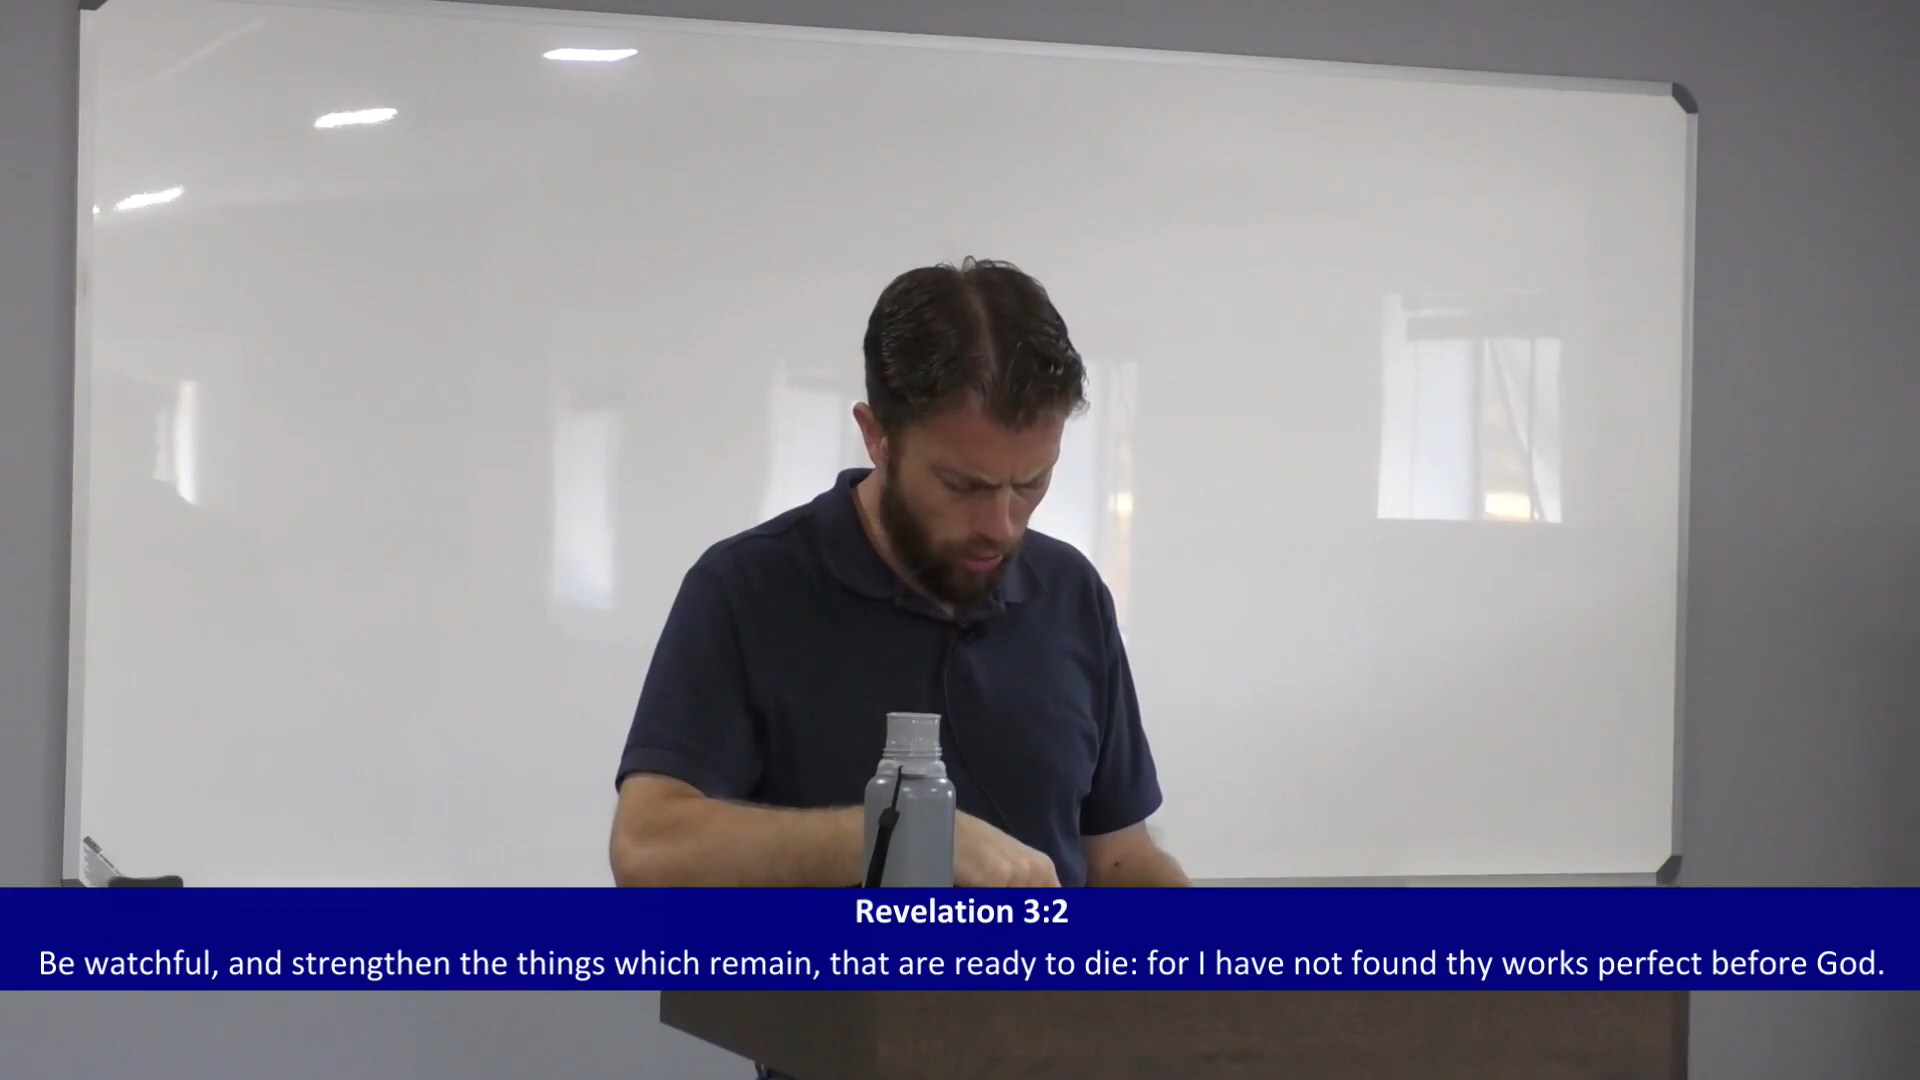 Revelation 3:2
Be watchful, and strengthen the things which remain, that are ready to die: for I have not found thy works perfect before God.